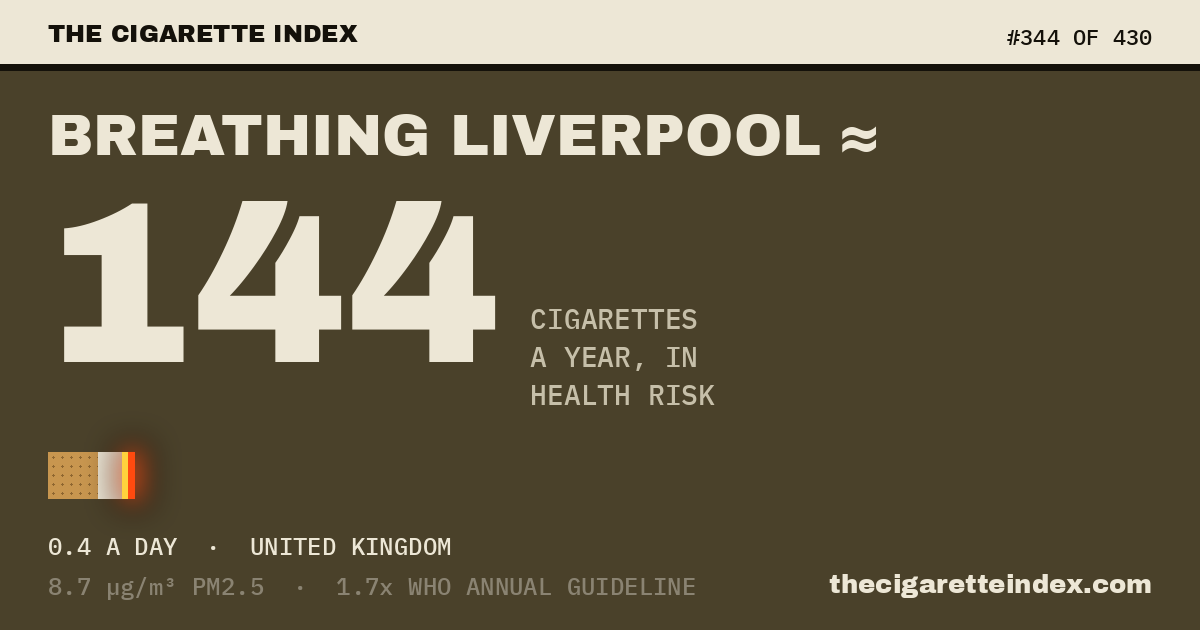 THE CIGARETTE INDEX
#344 OF 430
BREATHING LIVERPOOL ≈
144
CIGARETTES
A YEAR, IN
HEALTH RISK
0.4 A DAY · UNITED KINGDOM
8.7 µg/m³ PM2.5 · 1.7x WHO ANNUAL GUIDELINE
thecigaretteindex.com